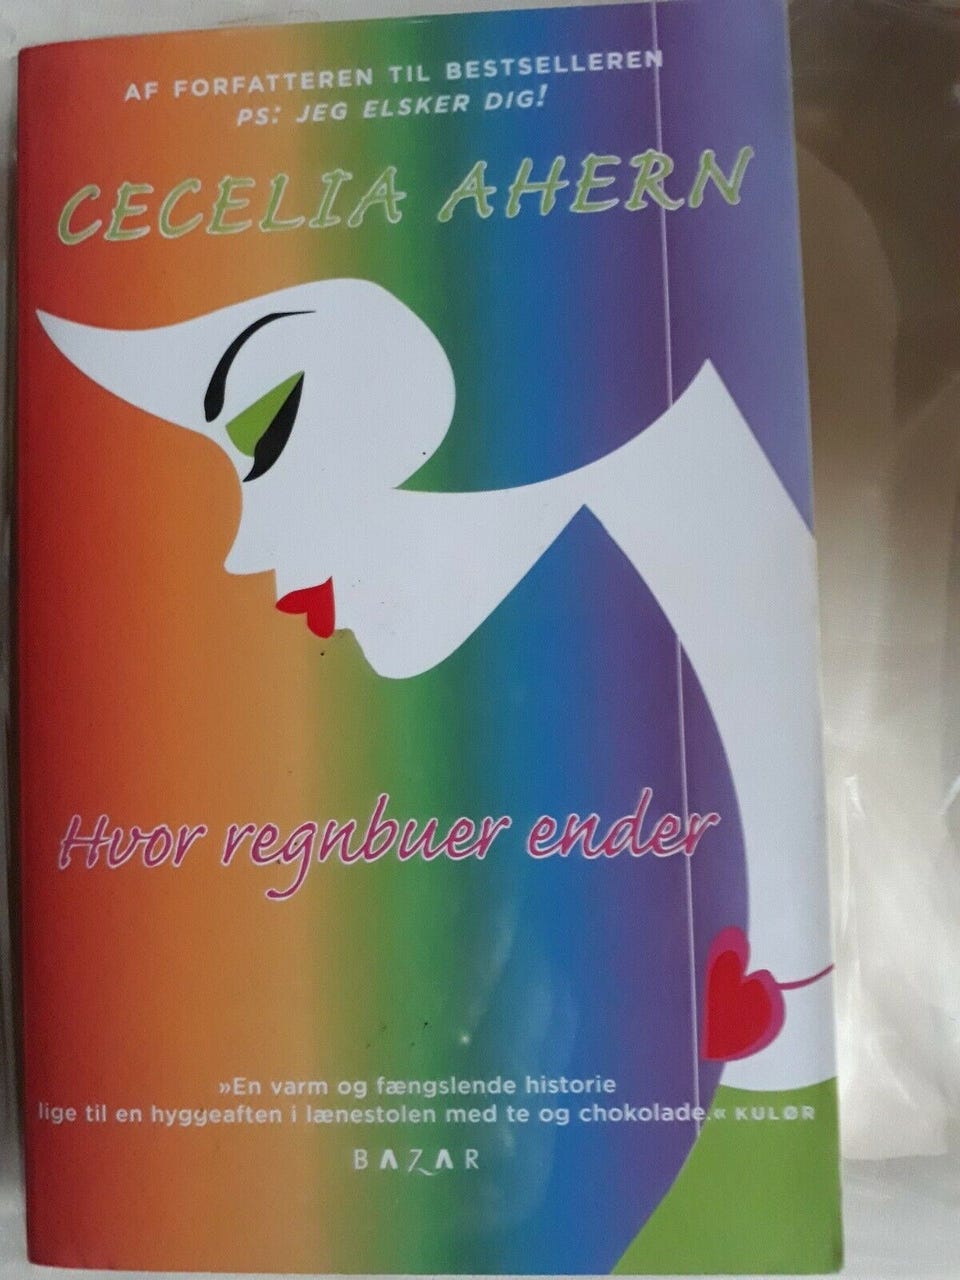 AF FORFATTEREN TIL BESTSELLEREN
PS: JEG ELSKER DIG!
CECELIA AHERN
Hvor regnbuer ender
»En varm og fængslende historie
lige til en hyggeaften i lænestolen med te og chokolade.« KULØR
BAZAR